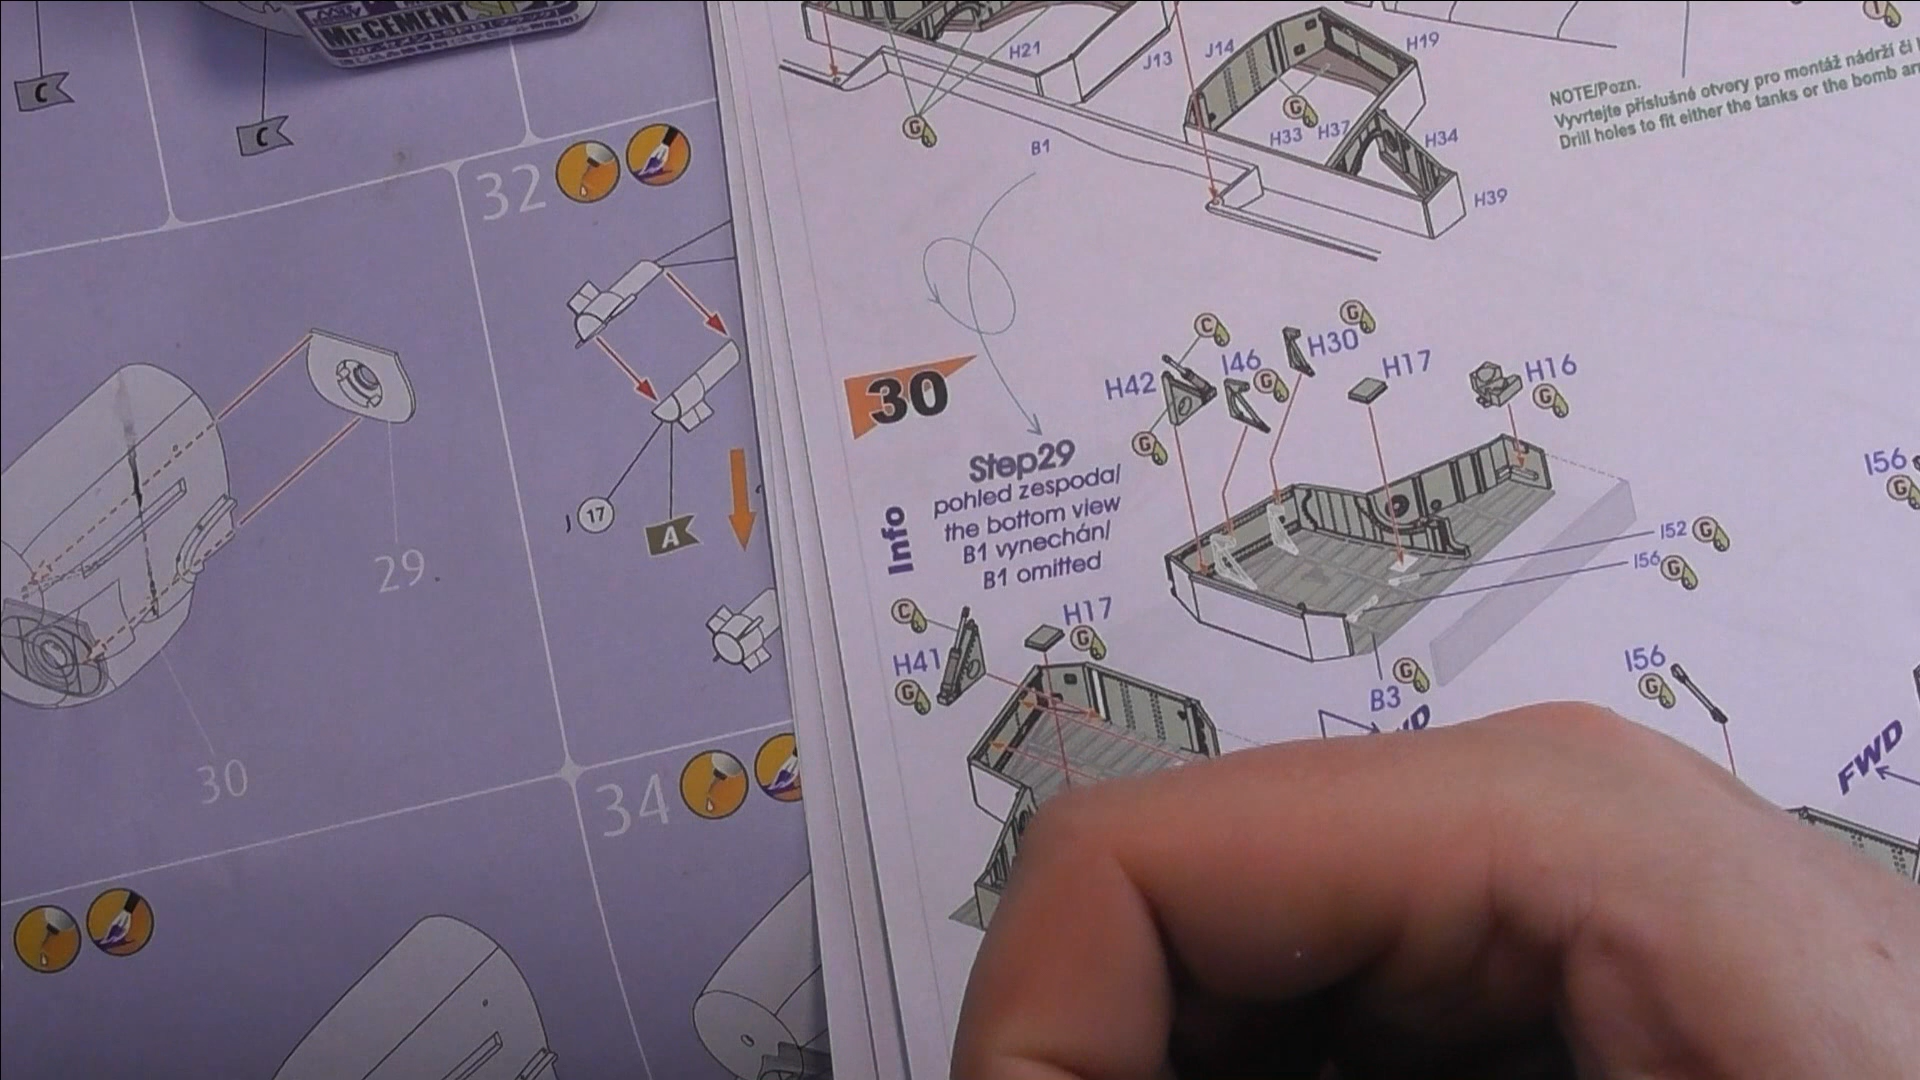 Mr.CEMENT SP
C
C
32
29
30
17
A
34
H21
J13
J14
H19
G
G
H33
H37
H34
B1
H39
NOTE/Pozn.
Vyvrtejte příslušné otvory pro montáž nádrží či
Drill holes to fit either the tanks or the bomb
30
Step29
pohled zespoda/
the bottom view
B1 vynechán/
B1 omitted
Info
C
G
H42
I46
G
H30
H17
H16
G
G
I52
G
I56
G
B3
G
C
H41
G
H17
G
I56
G
I56
G
FWD